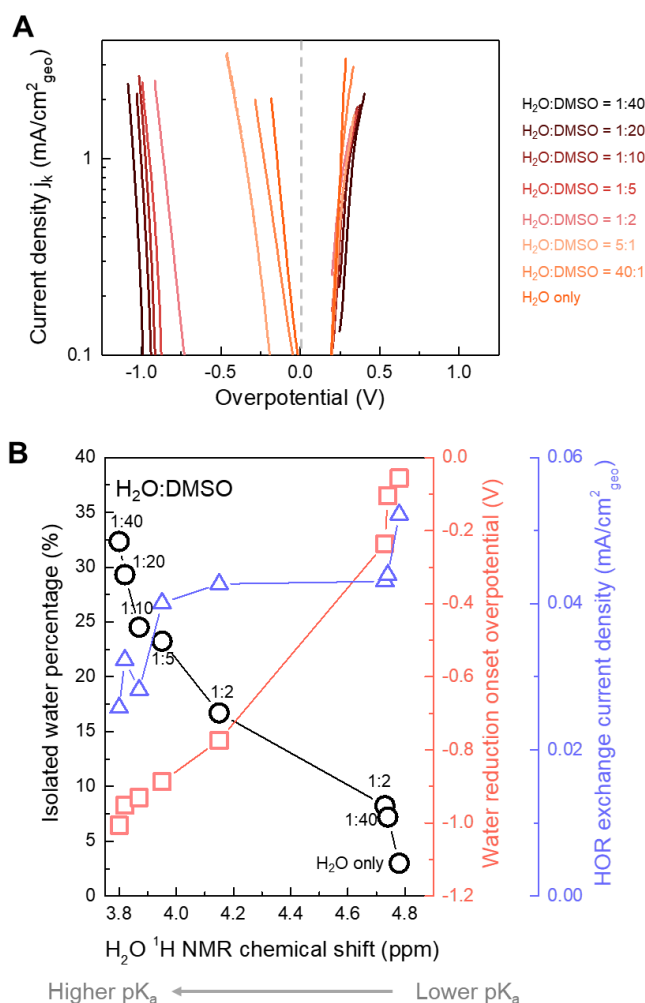 A
Current density jₖ (mA/cm²geo)
1
0.1
-1.0 -0.5 0.0 0.5 1.0
Overpotential (V)
H₂O:DMSO = 1:40
H₂O:DMSO = 1:20
H₂O:DMSO = 1:10
H₂O:DMSO = 1:5
H₂O:DMSO = 1:2
H₂O:DMSO = 5:1
H₂O:DMSO = 40:1
H₂O only
B
Isolated water percentage (%)
40
35
30
25
20
15
10
5
0
H₂O:DMSO
1:40
1:20
1:10
1:5
1:2
1:2
1:40
H₂O only
3.8 4.0 4.2 4.6 4.8
H₂O ¹H NMR chemical shift (ppm)
0.0
-0.2
-0.4
-0.6
-0.8
-1.0
-1.2
Water reduction onset overpotential (V)
0.06
0.04
0.02
0.00
HOR exchange current density (mA/cm²geo)
Higher pKₐ Lower pKₐ